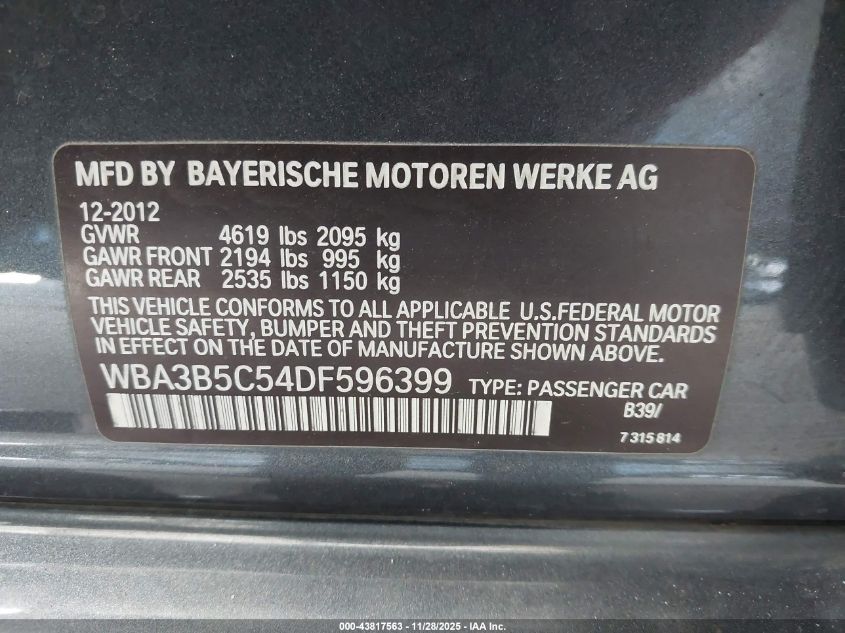 MFD BY BAYERISCHE MOTOREN WERKE AG
12-2012
GVWR 4619 lbs 2095 kg
GAWR FRONT 2194 lbs 995 kg
GAWR REAR 2535 lbs 1150 kg
THIS VEHICLE CONFORMS TO ALL APPLICABLE U.S.FEDERAL MOTOR
VEHICLE SAFETY, BUMPER AND THEFT PREVENTION STANDARDS
IN EFFECT ON THE DATE OF MANUFACTURE SHOWN ABOVE.
WBA3B5C54DF596399 TYPE: PASSENGER CAR
B39/
7315814
000-43817563 - 11/28/2025 - IAA Inc.